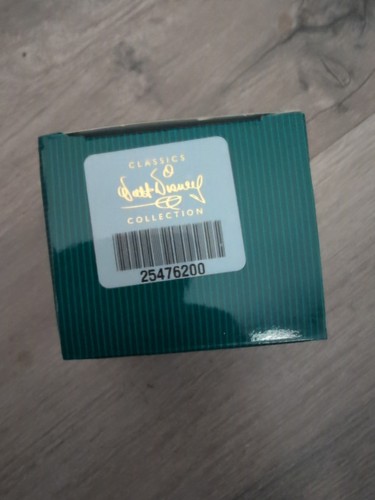 CLASSICS
Walt Disney
COLLECTION
25476200